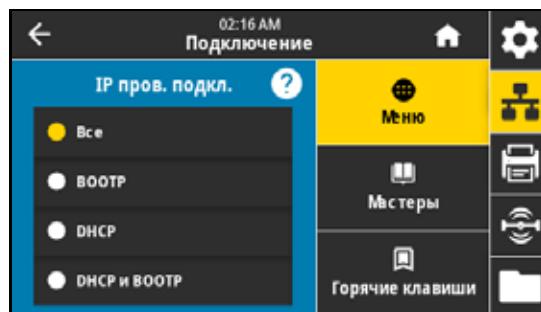 02:16 AM
Подключение
IP пров. подкл.
?
Все
BOOTP
DHCP
DHCP и BOOTP
Меню
Мастеры
Горячие клавиши